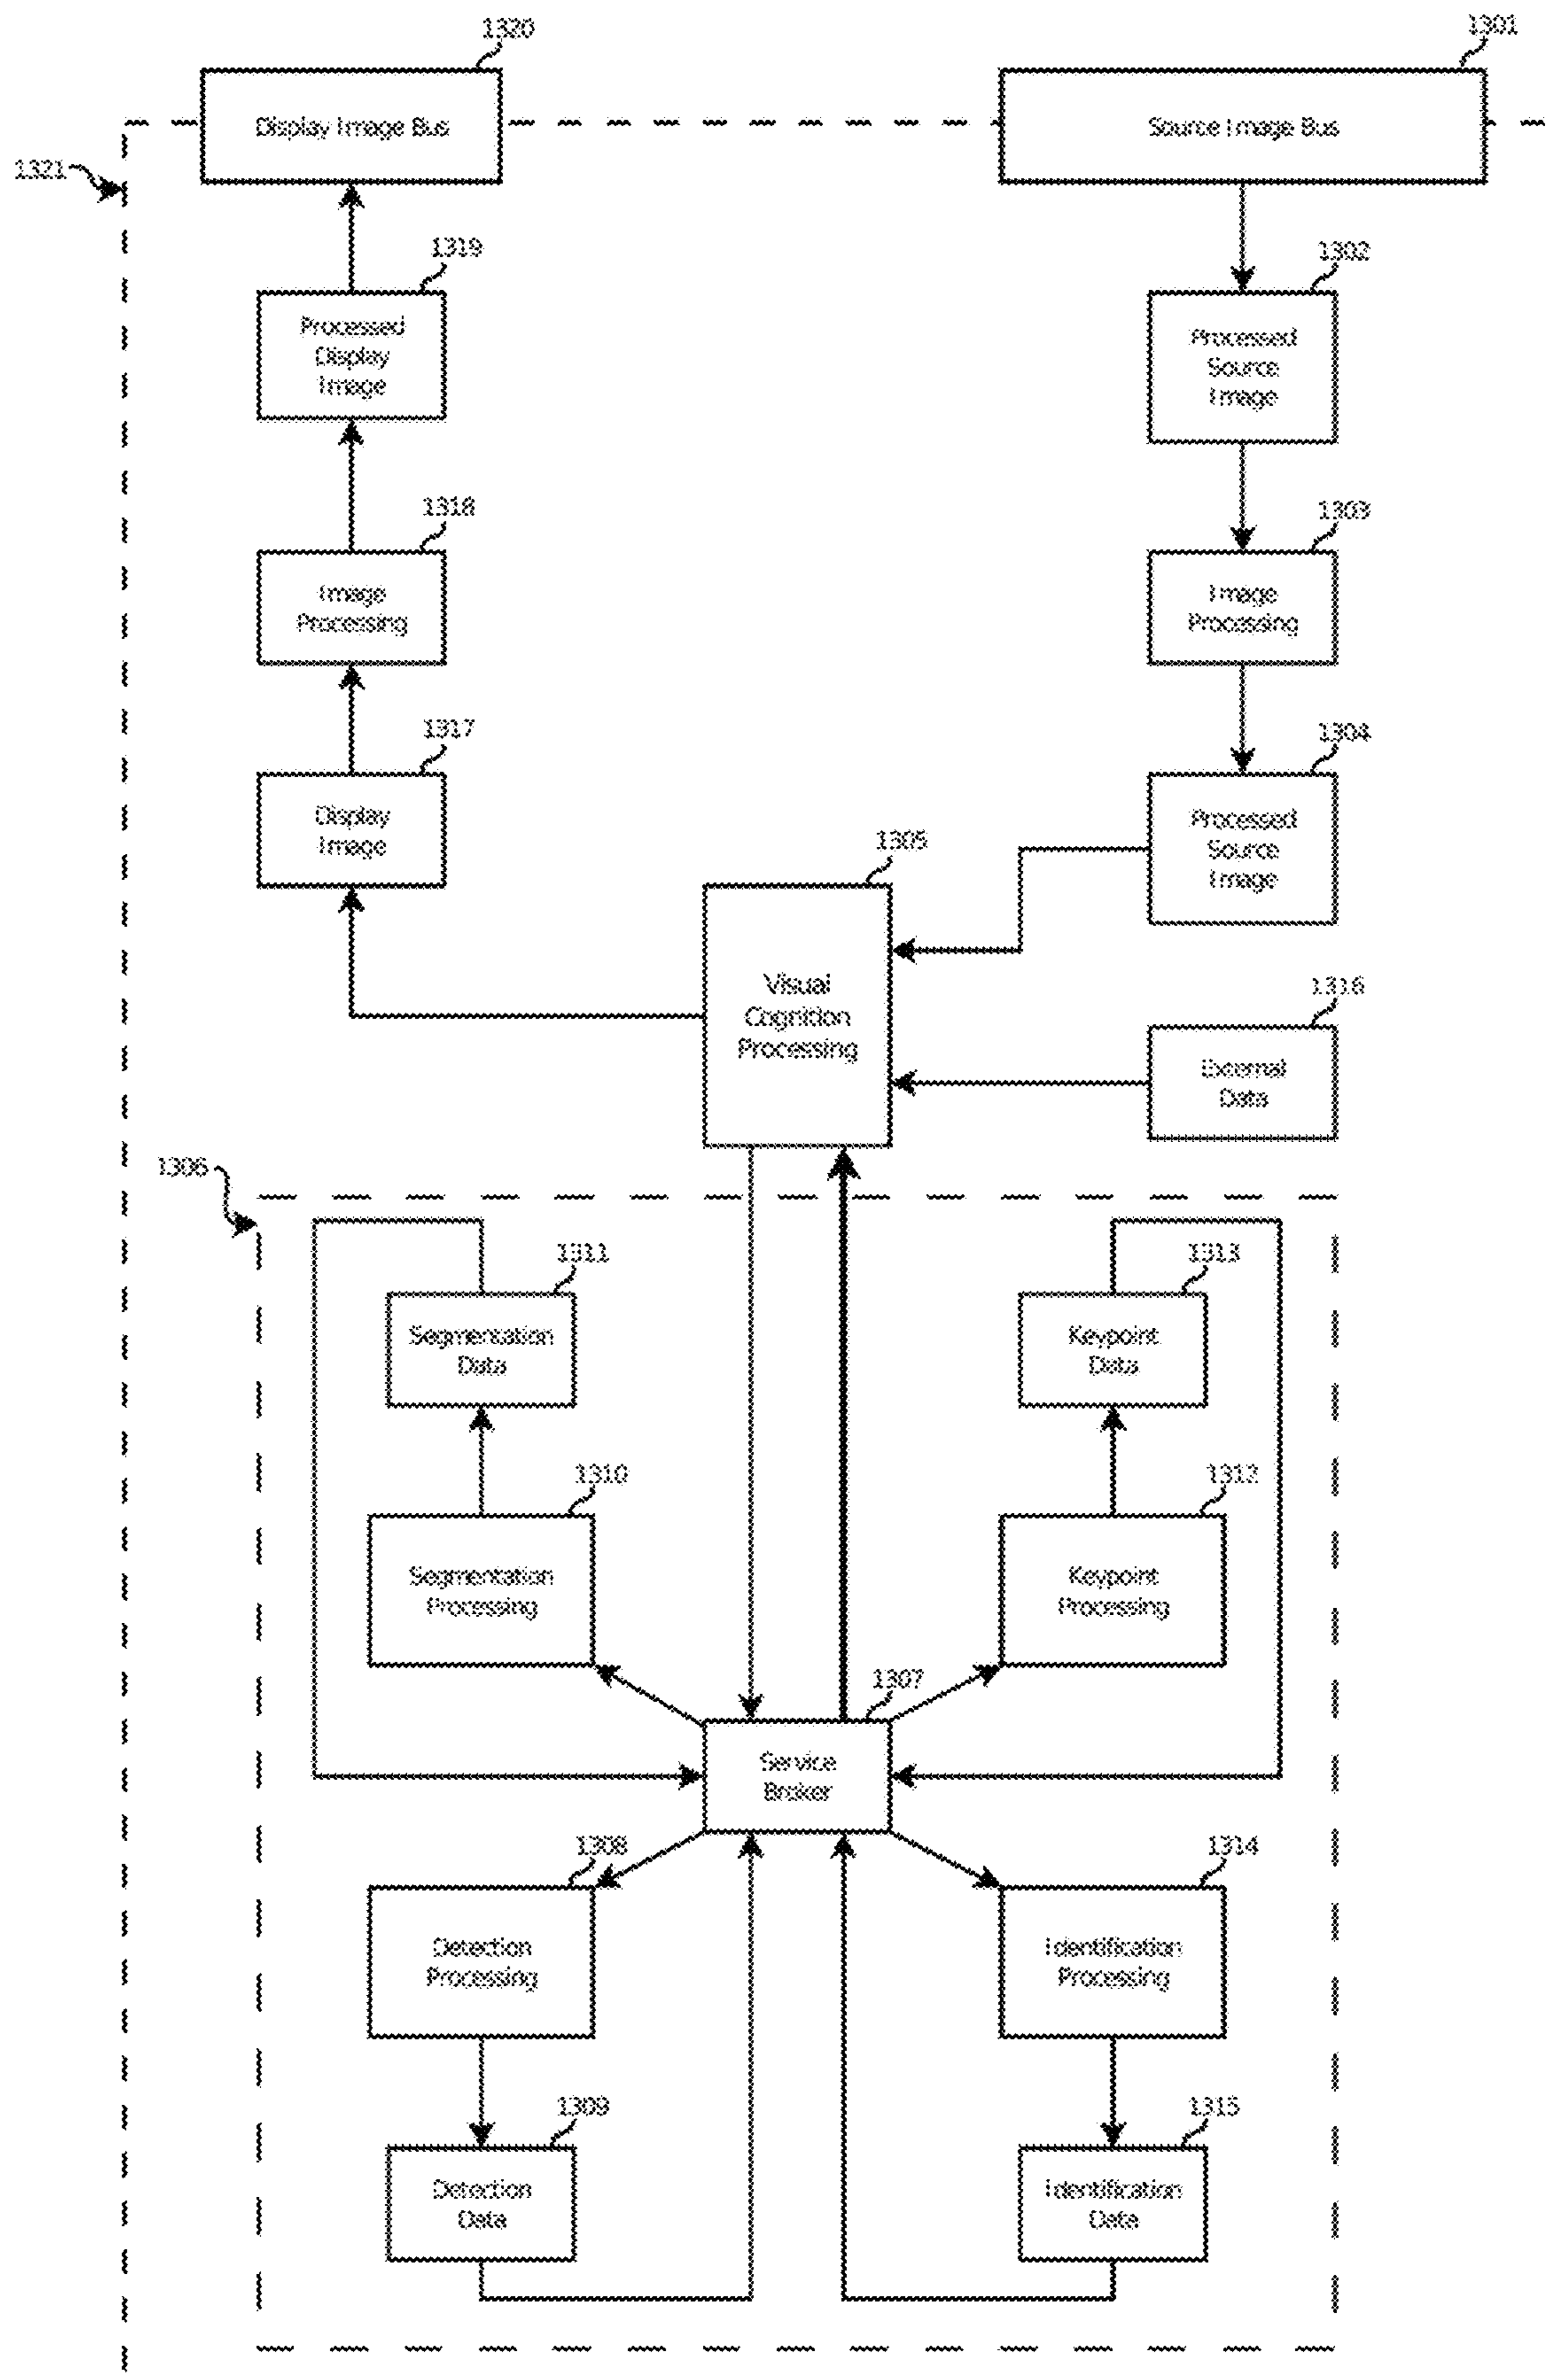 1320
1301
Display Image Bus
Source Image Bus
1321
1319
1302
Processed
Display
Image
Processed
Source
Image
1318
1303
Image
Processing
Image
Processing
1317
1304
Display
Image
Processed
Source
Image
1305
Visual
Cognition
Processing
1316
External
Data
1306
1311
1313
Segmentation
Data
Keypoint
Data
1310
1312
Segmentation
Processing
Keypoint
Processing
1307
Service
Broker
1308
1314
Detection
Processing
Identification
Processing
1309
1315
Detection
Data
Identification
Data